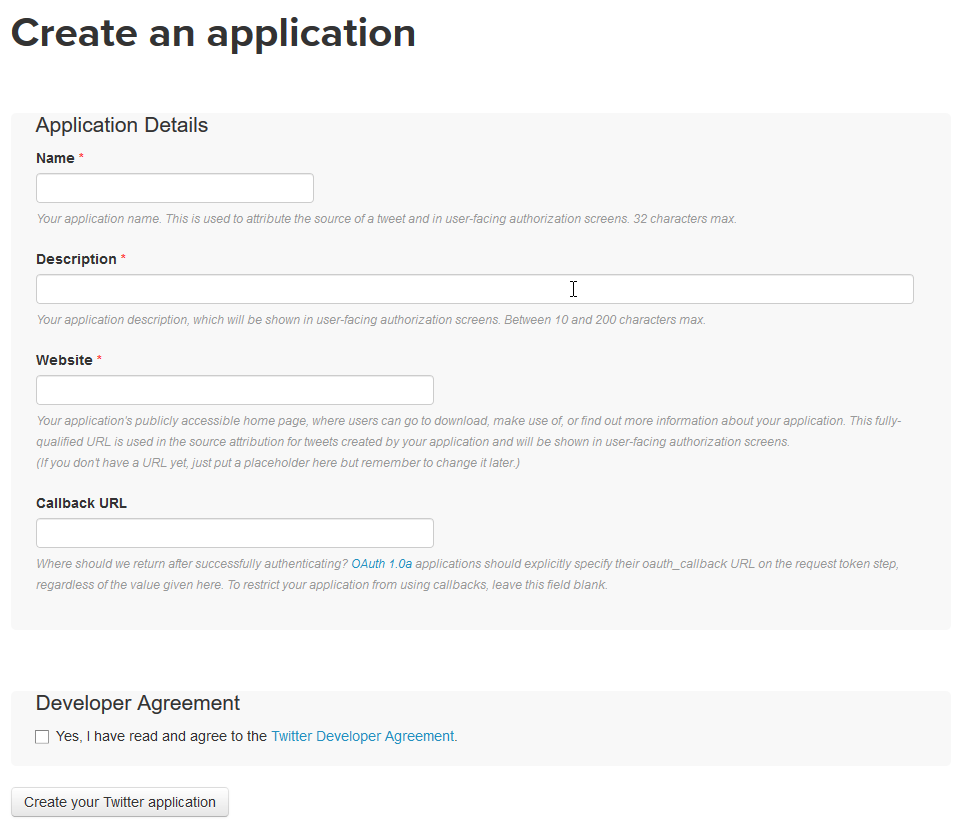 Create an application
Application Details
Name *
Your application name. This is used to attribute the source of a tweet and in user-facing authorization screens. 32 characters max.
Description *
Your application description, which will be shown in user-facing authorization screens. Between 10 and 200 characters max.
Website *
Your application's publicly accessible home page, where users can go to download, make use of, or find out more information about your application. This fully-
qualified URL is used in the source attribution for tweets created by your application and will be shown in user-facing authorization screens.
(If you don't have a URL yet, just put a placeholder here but remember to change it later.)
Callback URL
Where should we return after successfully authenticating? OAuth 1.0a applications should explicitly specify their oauth_callback URL on the request token step,
regardless of the value given here. To restrict your application from using callbacks, leave this field blank.
Developer Agreement
Yes, I have read and agree to the Twitter Developer Agreement.
Create your Twitter application